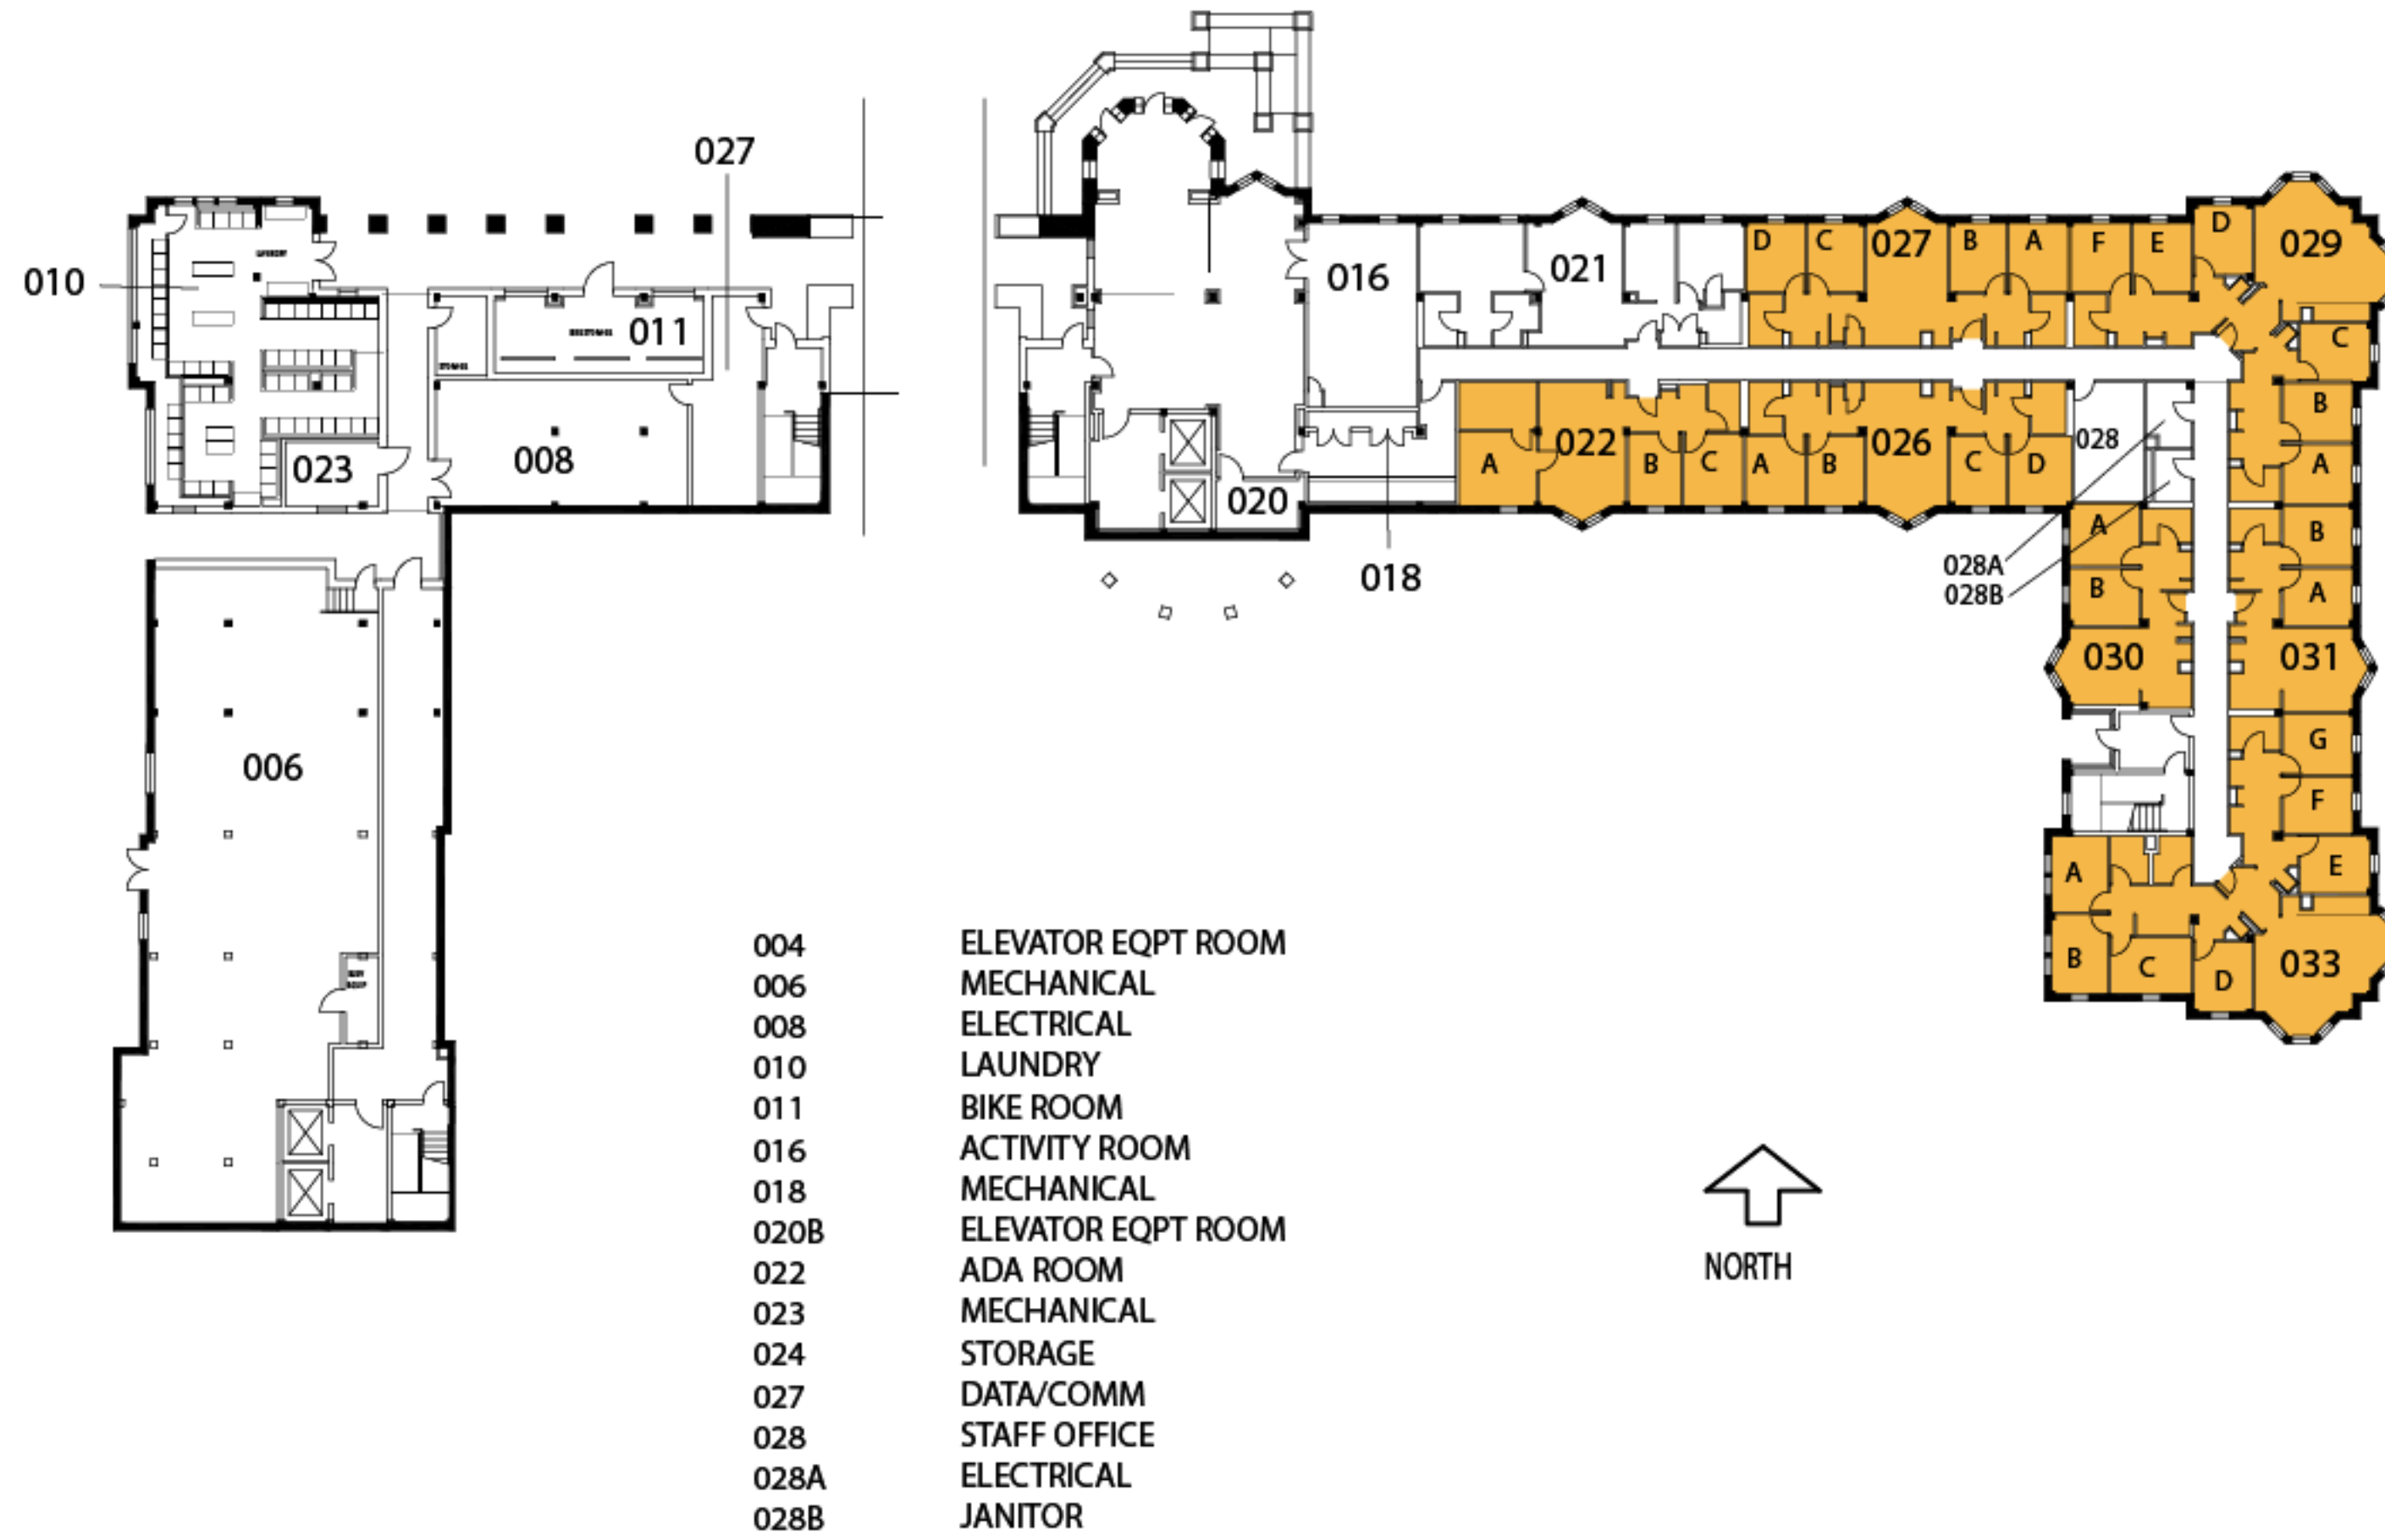 027
010
LAUNDRY
011
STORAGE
008
023
006
016
021
D
C
027
B
A
F
E
D
029
C
B
A
020
018
A
022
B
C
A
B
026
C
D
028
028A
028B
A
B
030
B
A
031
G
F
E
A
B
C
D
033
004 ELEVATOR EQPT ROOM
006 MECHANICAL
008 ELECTRICAL
010 LAUNDRY
011 BIKE ROOM
016 ACTIVITY ROOM
018 MECHANICAL
020B ELEVATOR EQPT ROOM
022 ADA ROOM
023 MECHANICAL
024 STORAGE
027 DATA/COMM
028 STAFF OFFICE
028A ELECTRICAL
028B JANITOR
NORTH